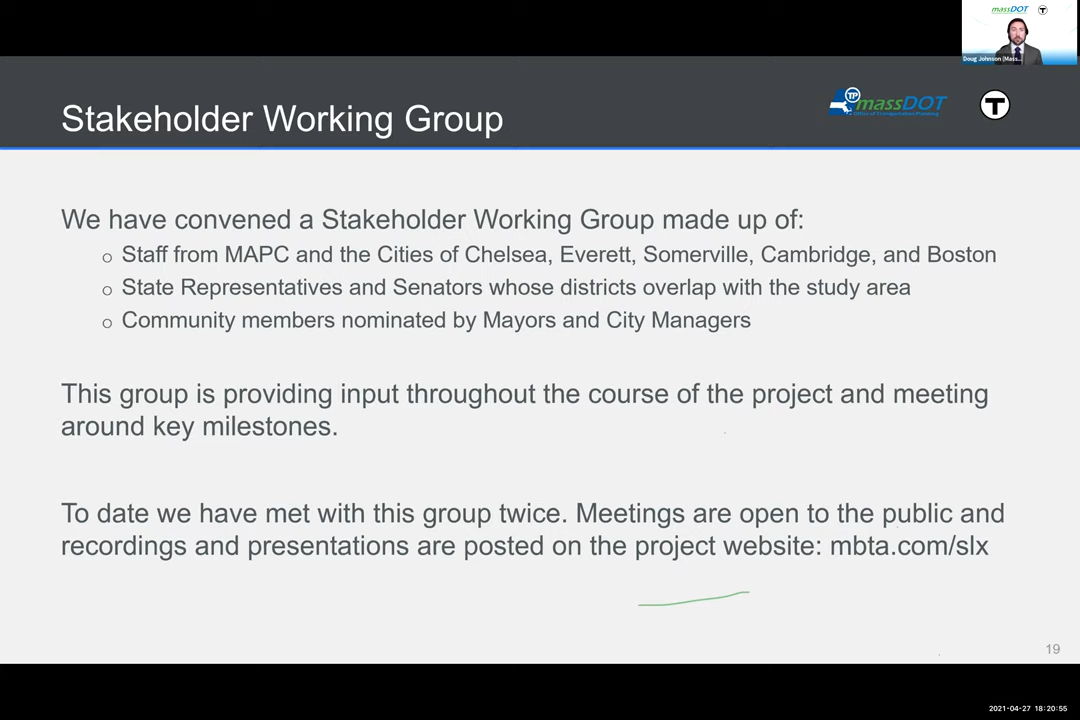 massDOT
T
Doug Johnson (Mass...
Stakeholder Working Group
TP
massDOT
Office of Transportation Planning
T
We have convened a Stakeholder Working Group made up of:
o Staff from MAPC and the Cities of Chelsea, Everett, Somerville, Cambridge, and Boston
o State Representatives and Senators whose districts overlap with the study area
o Community members nominated by Mayors and City Managers
This group is providing input throughout the course of the project and meeting
around key milestones.
To date we have met with this group twice. Meetings are open to the public and
recordings and presentations are posted on the project website: mbta.com/slx
19
2021-04-27 18:20:55